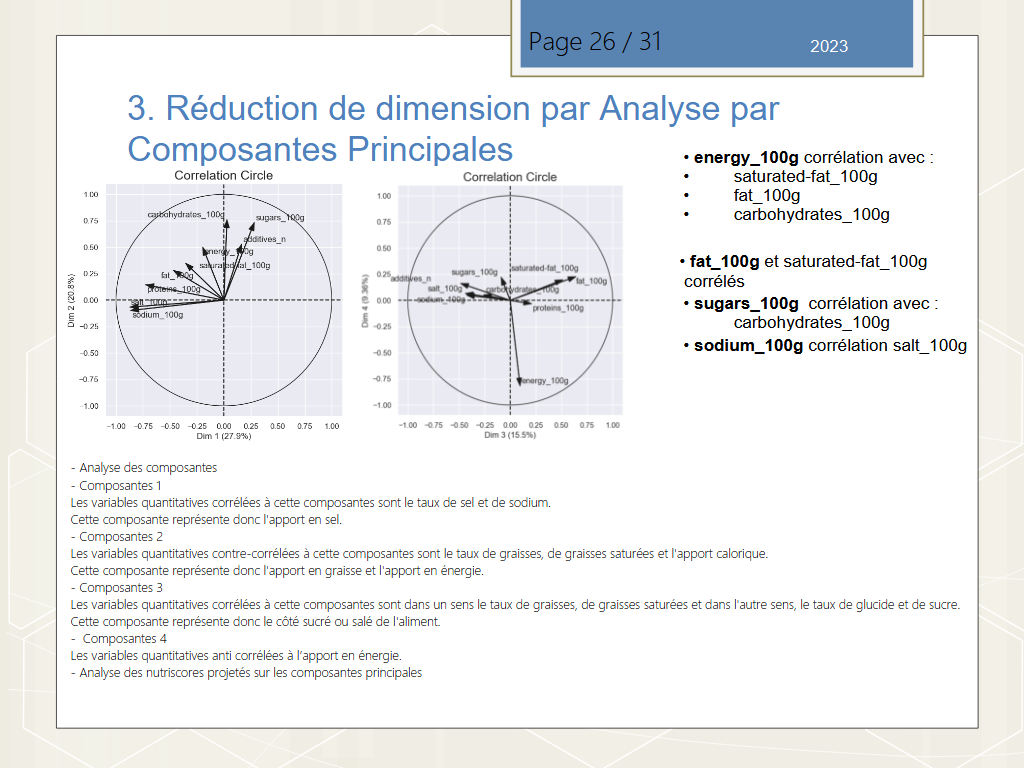 Page 26 / 31
2023
3. Réduction de dimension par Analyse par
Composantes Principales
Correlation Circle
1.00
0.75
0.50
0.25
0.00
−0.25
−0.50
−0.75
−1.00
Dim 2 (20.8%)
carbohydrates_100g
sugars_100g
additives_n
energy_100g
saturated-fat_100g
fat_100g
proteins_100g
salt_100g
sodium_100g
−1.00 −0.75 −0.50 −0.25 0.00 0.25 0.50 0.75 1.00
Dim 1 (27.9%)
Correlation Circle
1.00
0.75
0.50
0.25
0.00
−0.25
−0.50
−0.75
−1.00
Dim 4 (9.36%)
additives_n
sugars_100g
saturated-fat_100g
fat_100g
salt_100g
carbohydrates_100g
sodium_100g
proteins_100g
energy_100g
−1.00 −0.75 −0.50 −0.25 0.00 0.25 0.50 0.75 1.00
Dim 3 (15.5%)
• energy_100g corrélation avec :
• saturated-fat_100g
• fat_100g
• carbohydrates_100g
• fat_100g et saturated-fat_100g
corrélés
• sugars_100g corrélation avec :
carbohydrates_100g
• sodium_100g corrélation salt_100g
- Analyse des composantes
- Composantes 1
Les variables quantitatives corrélées à cette composantes sont le taux de sel et de sodium.
Cette composante représente donc l'apport en sel.
- Composantes 2
Les variables quantitatives contre-corrélées à cette composantes sont le taux de graisses, de graisses saturées et l'apport calorique.
Cette composante représente donc l'apport en graisse et l'apport en énergie.
- Composantes 3
Les variables quantitatives corrélées à cette composantes sont dans un sens le taux de graisses, de graisses saturées et dans l'autre sens, le taux de glucide et de sucre.
Cette composante représente donc le côté sucré ou salé de l'aliment.
- Composantes 4
Les variables quantitatives anti corrélées à l'apport en énergie.
- Analyse des nutriscores projetés sur les composantes principales